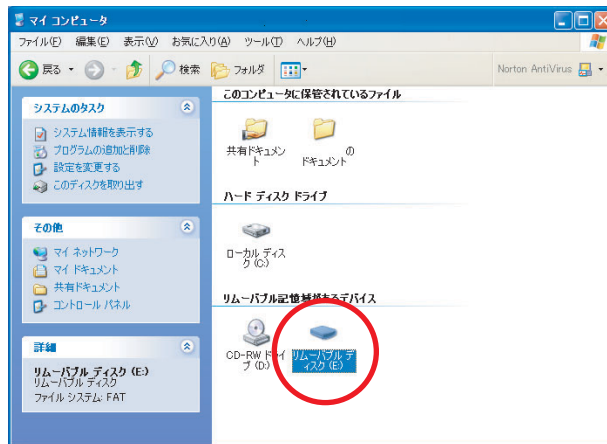 マイ コンピュータ
ファイル(F) 編集(E) 表示(V) お気に入り(A) ツール(T) ヘルプ(H)
戻る 検索 フォルダ Norton AntiVirus
システムのタスク
システム情報を表示する
プログラムの追加と削除
設定を変更する
このディスクを取り出す
その他
マイ ネットワーク
マイ ドキュメント
共有ドキュメント
コントロール パネル
詳細
リムーバブル ディスク (E:)
リムーバブル ディスク
ファイル システム: FAT
このコンピュータに保管されているファイル
共有ドキュメン
ト
の
ドキュメント
ハード ディスク ドライブ
ローカル ディス
ク (C:)
リムーバブル記憶域があるデバイス
CD-RW ドライ
ブ (D:)
リムーバブル デ
ィスク (E:)